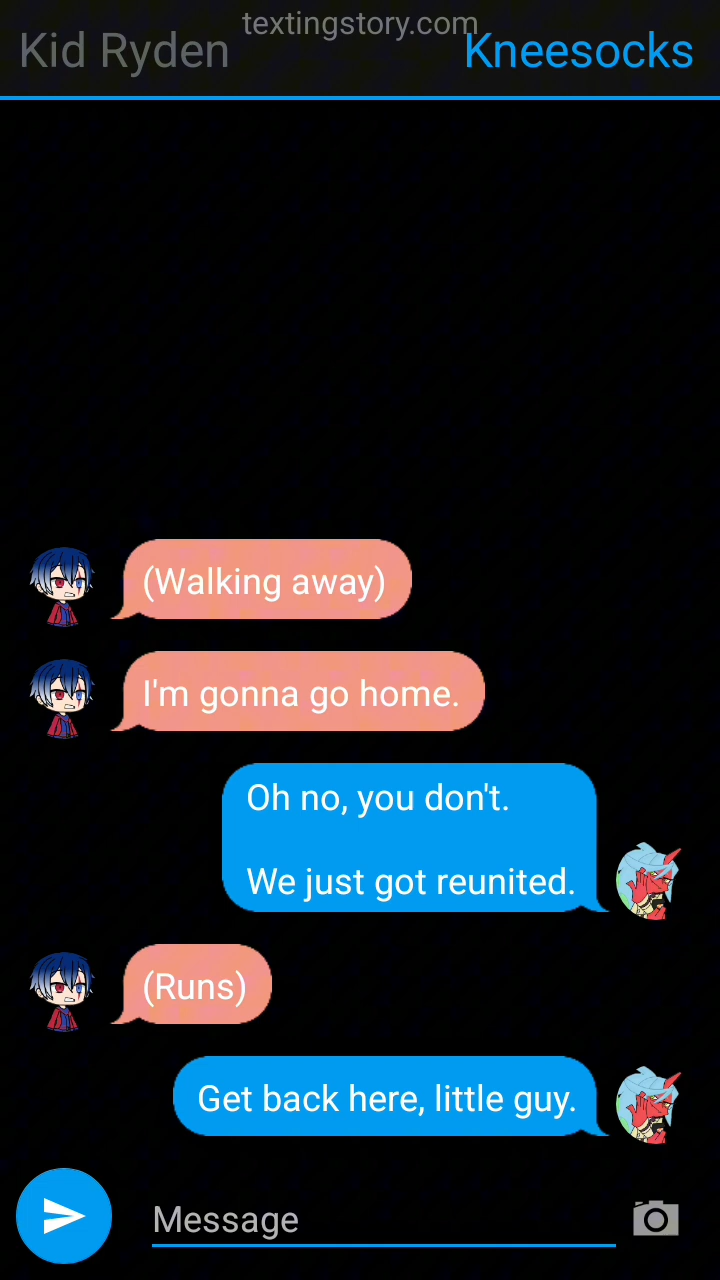 textingstory.com
Kid Ryden
Kneesocks
(Walking away)
I'm gonna go home.
Oh no, you don't.
We just got reunited.
(Runs)
Get back here, little guy.
Message